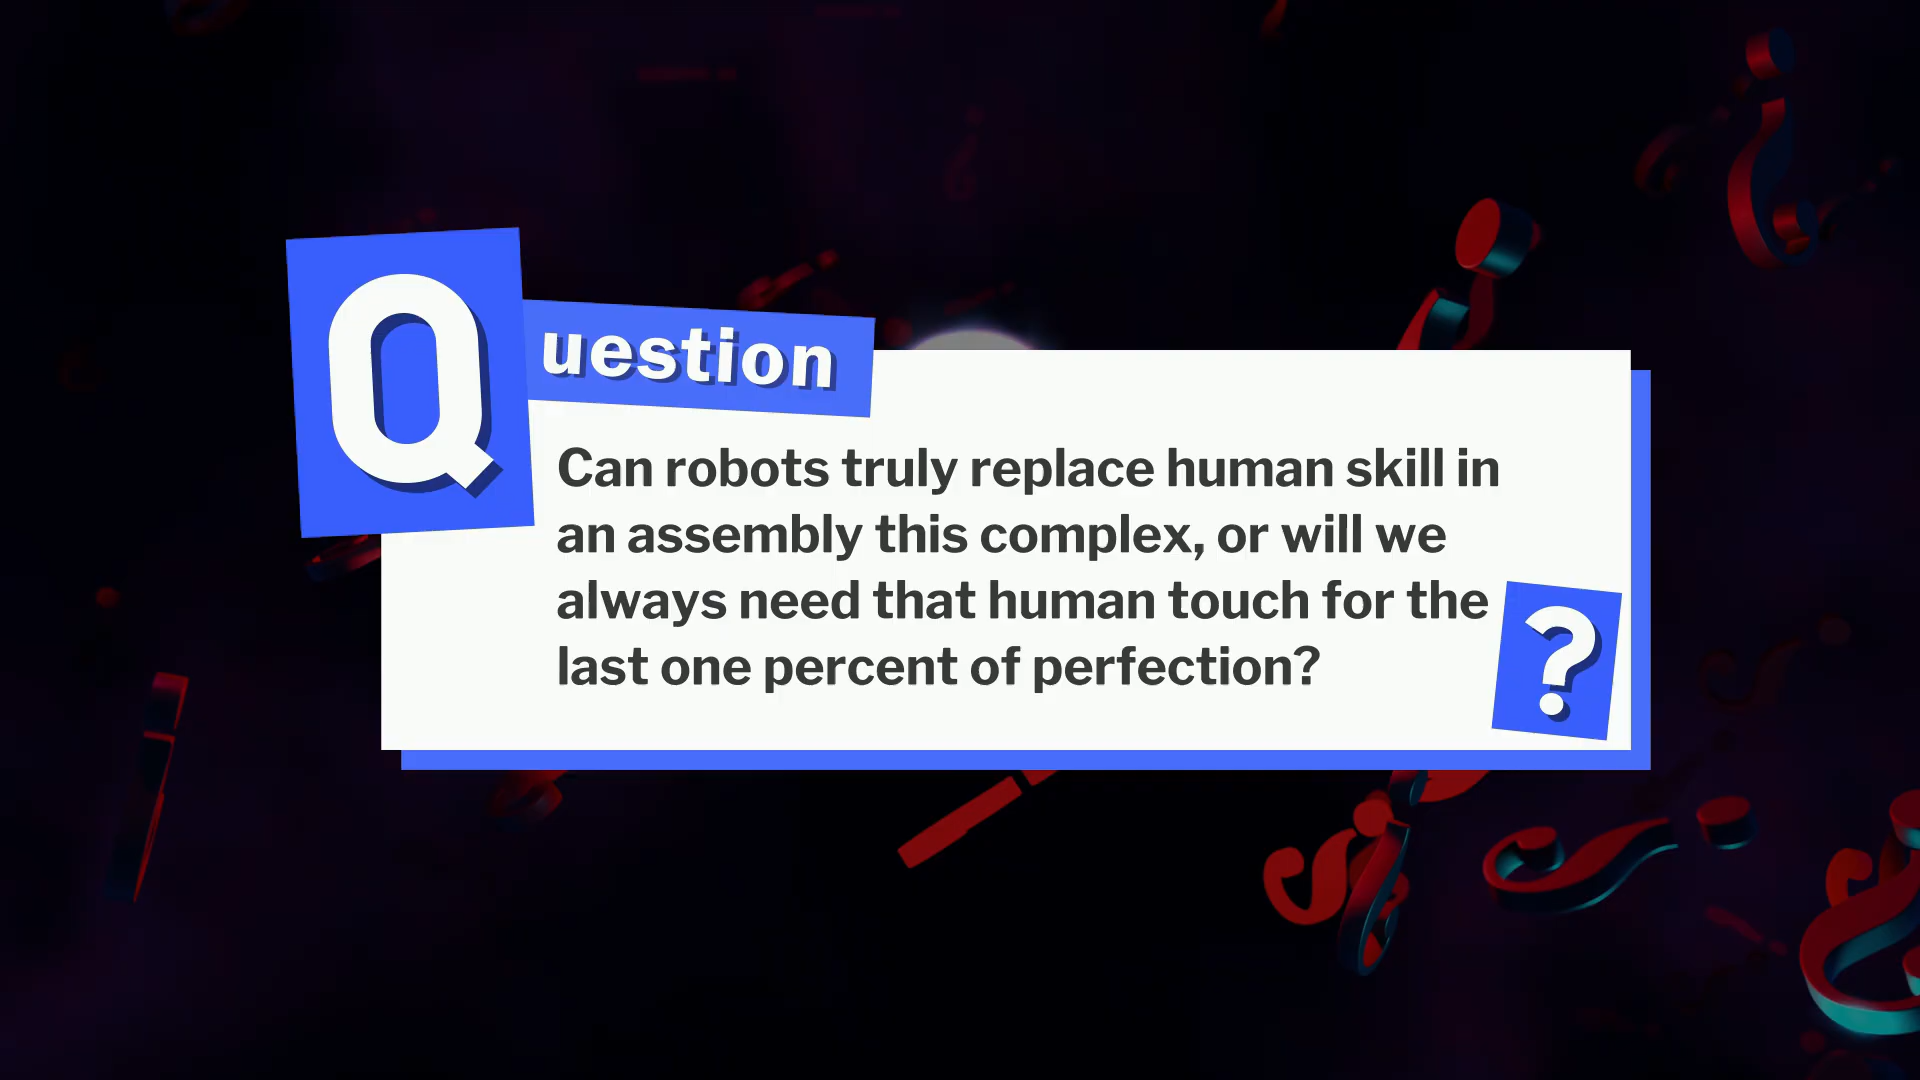 Question
Can robots truly replace human skill in
an assembly this complex, or will we
always need that human touch for the
last one percent of perfection?
?